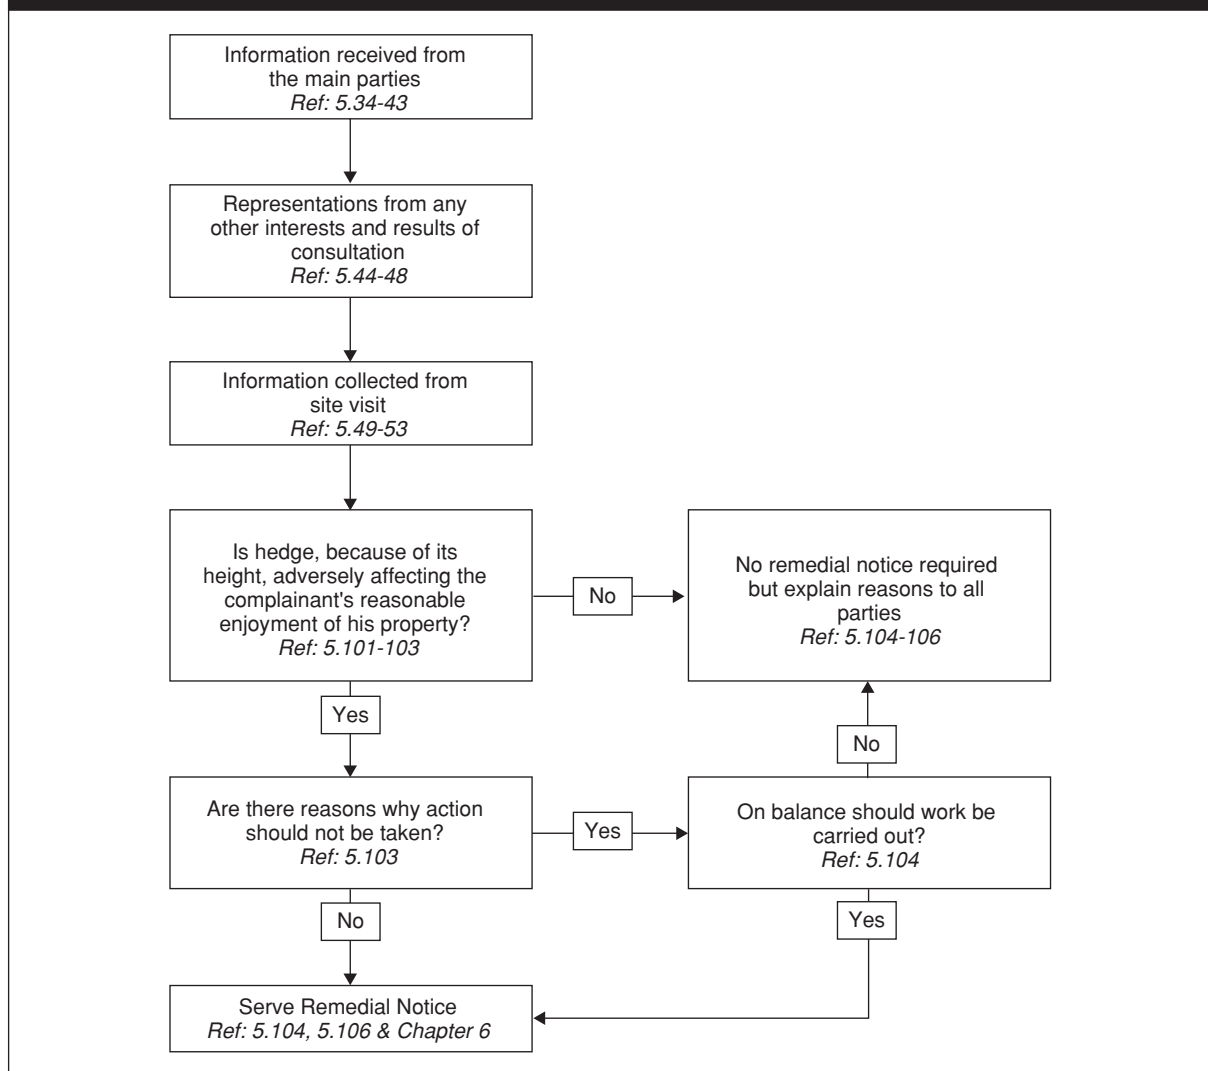 Information received from
the main parties
Ref: 5.34-43
Representations from any
other interests and results of
consultation
Ref: 5.44-48
Information collected from
site visit
Ref: 5.49-53
Is hedge, because of its
height, adversely affecting the
complainant's reasonable
enjoyment of his property?
Ref: 5.101-103
No
No remedial notice required
but explain reasons to all
parties
Ref: 5.104-106
Yes
No
Are there reasons why action
should not be taken?
Ref: 5.103
Yes
On balance should work be
carried out?
Ref: 5.104
No
Yes
Serve Remedial Notice
Ref: 5.104, 5.106 & Chapter 6